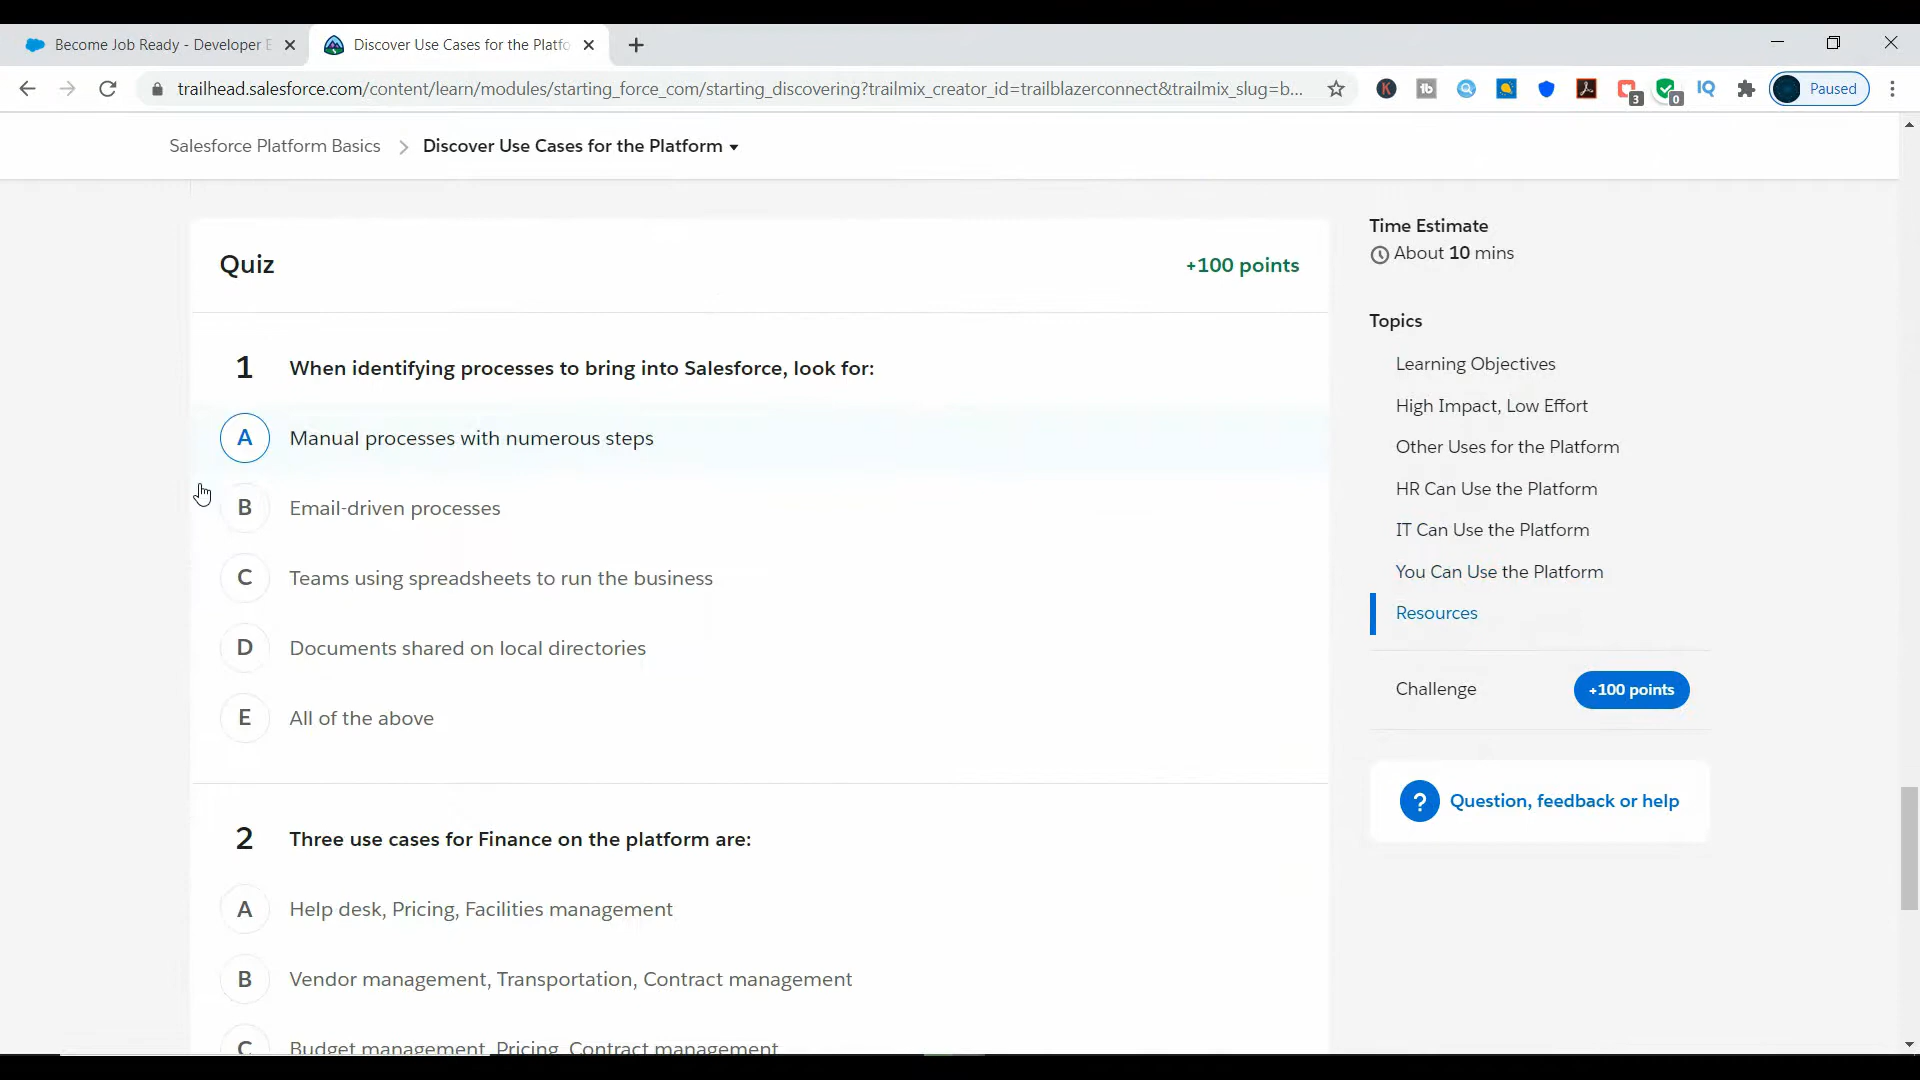 Become Job Ready - Developer E
Discover Use Cases for the Platfo
trailhead.salesforce.com/content/learn/modules/starting_force_com/starting_discovering?trailmix_creator_id=trailblazerconnect&trailmix_slug=b...
K
tb
3
0
IQ
Paused
Salesforce Platform Basics > Discover Use Cases for the Platform
Quiz
+100 points
1 When identifying processes to bring into Salesforce, look for:
A Manual processes with numerous steps
B Email-driven processes
C Teams using spreadsheets to run the business
D Documents shared on local directories
E All of the above
2 Three use cases for Finance on the platform are:
A Help desk, Pricing, Facilities management
B Vendor management, Transportation, Contract management
C Budget management, Pricing, Contract management
Time Estimate
About 10 mins
Topics
Learning Objectives
High Impact, Low Effort
Other Uses for the Platform
HR Can Use the Platform
IT Can Use the Platform
You Can Use the Platform
Resources
Challenge
+100 points
? Question, feedback or help